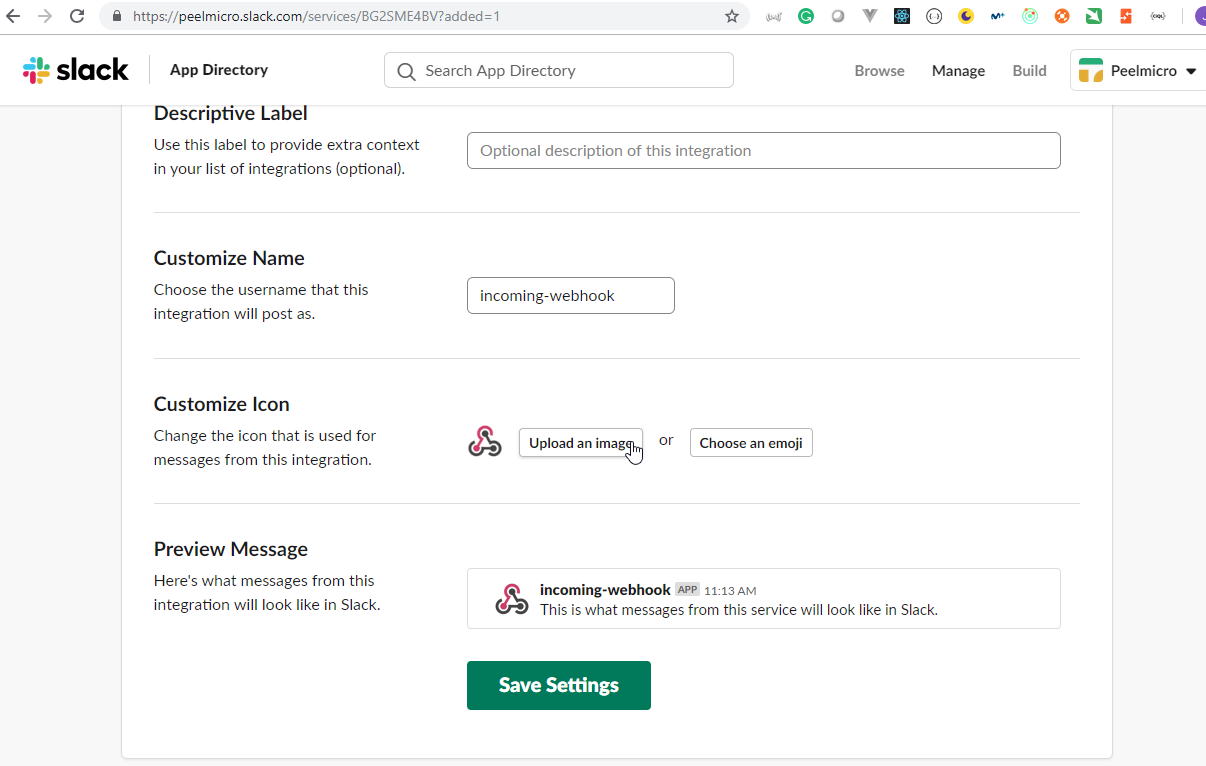 https://peelmicro.slack.com/services/BG2SME4BV?added=1
slack App Directory Search App Directory Browse Manage Build Peelmicro
Descriptive Label
Use this label to provide extra context
in your list of integrations (optional).
Optional description of this integration
Customize Name
Choose the username that this
integration will post as.
incoming-webhook
Customize Icon
Change the icon that is used for
messages from this integration.
Upload an image or Choose an emoji
Preview Message
Here's what messages from this
integration will look like in Slack.
incoming-webhook APP 11:13 AM
This is what messages from this service will look like in Slack.
Save Settings